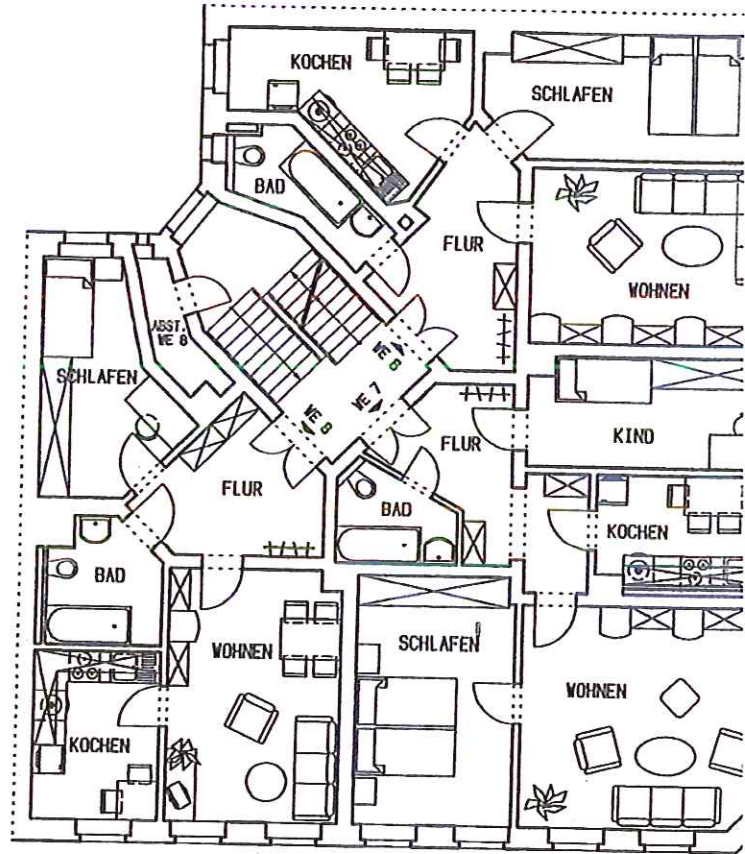 KOCHEN
SCHLAFEN
BAD
FLUR
WOHNEN
ABST.
WE 8
WE 6
SCHLAFEN
WE 7
WE 8
KIND
FLUR
FLUR
BAD
KOCHEN
BAD
WOHNEN
SCHLAFEN
WOHNEN
KOCHEN